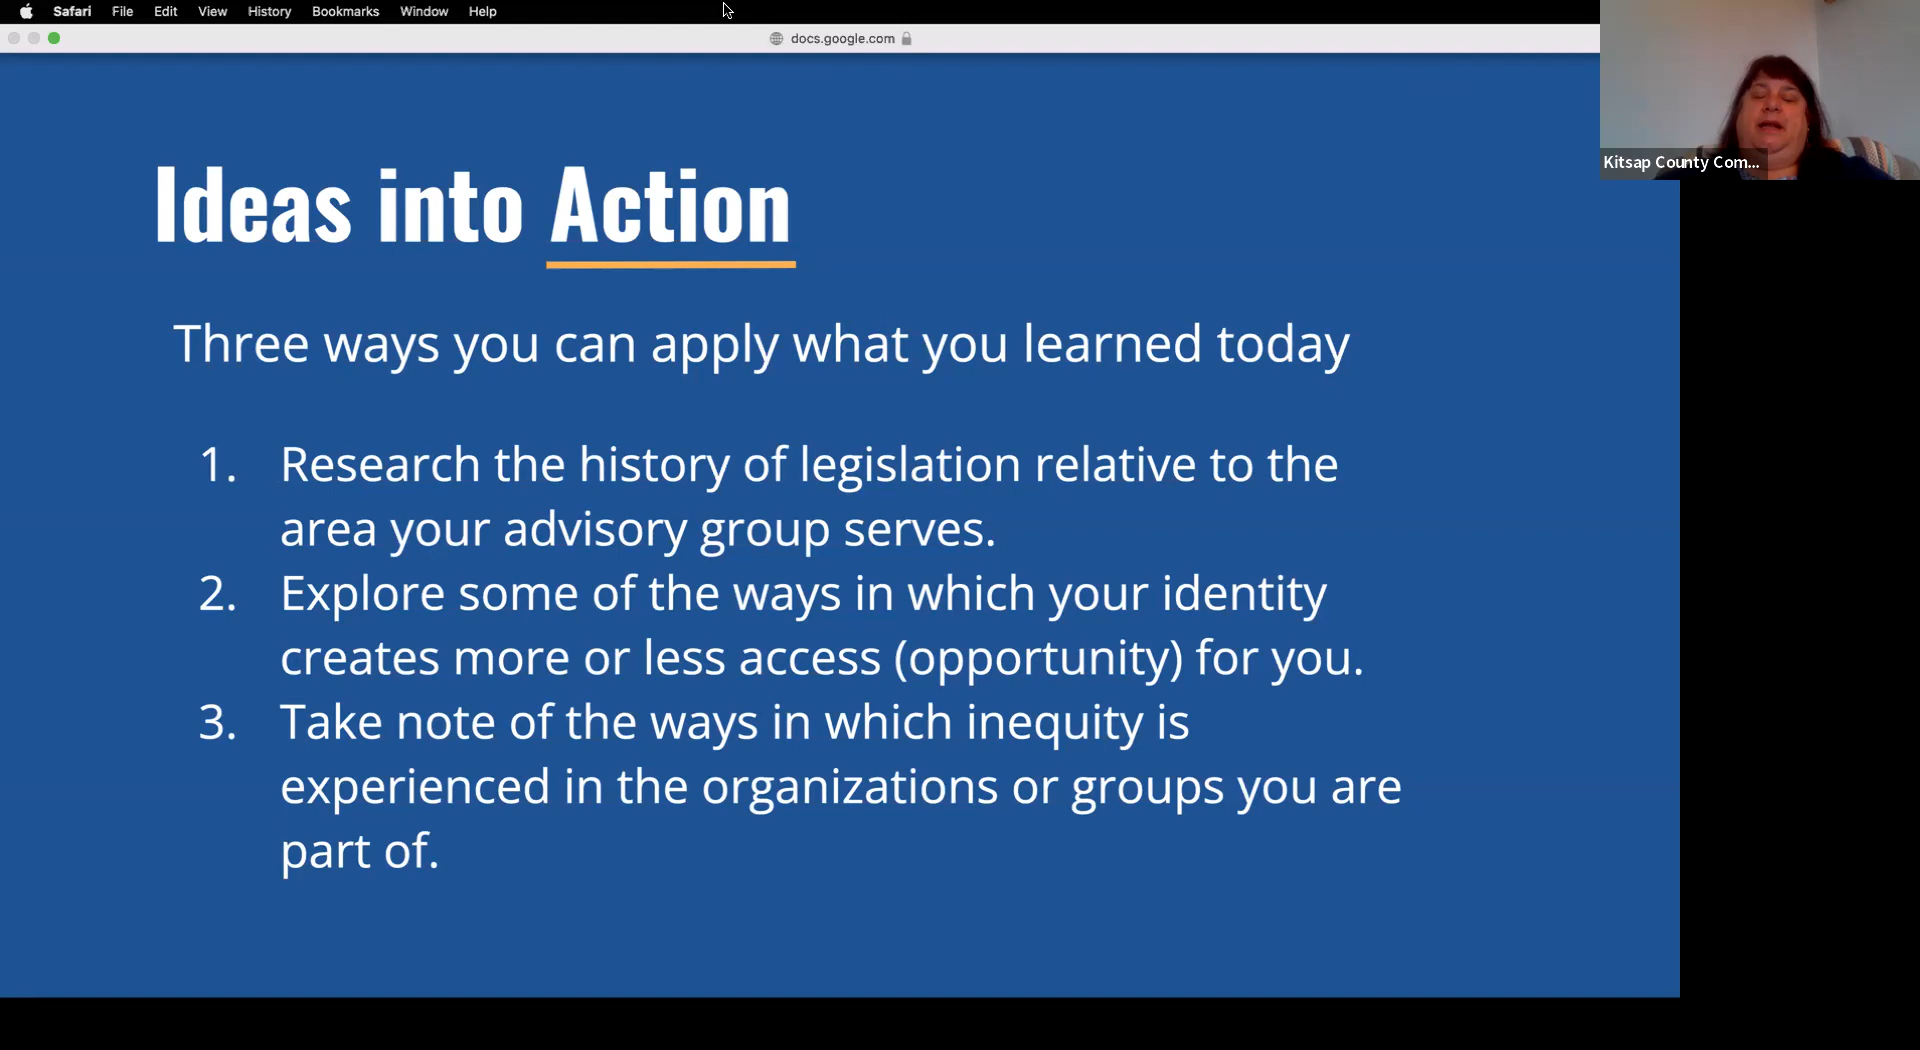 Safari File Edit View History Bookmarks Window Help
docs.google.com
Kitsap County Com...
Ideas into Action
Three ways you can apply what you learned today
1. Research the history of legislation relative to the
area your advisory group serves.
2. Explore some of the ways in which your identity
creates more or less access (opportunity) for you.
3. Take note of the ways in which inequity is
experienced in the organizations or groups you are
part of.